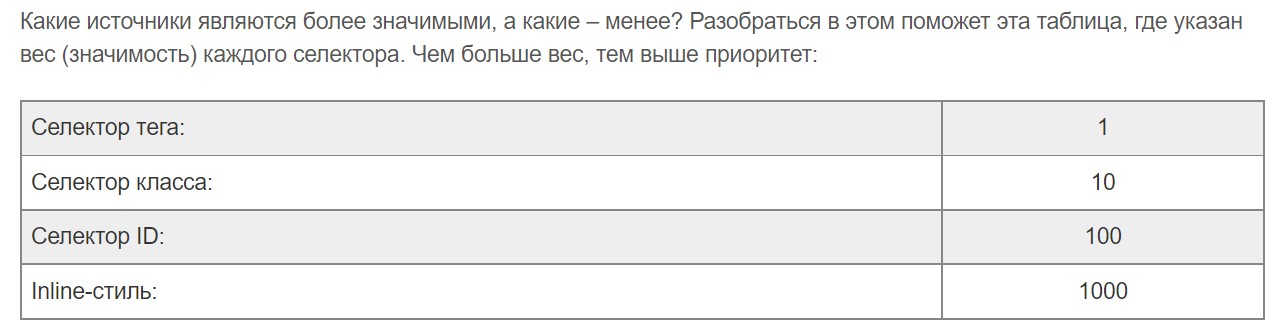 Какие источники являются более значимыми, а какие – менее? Разобраться в этом поможет эта таблица, где указан
вес (значимость) каждого селектора. Чем больше вес, тем выше приоритет:
Селектор тега: 1
Селектор класса: 10
Селектор ID: 100
Inline-стиль: 1000